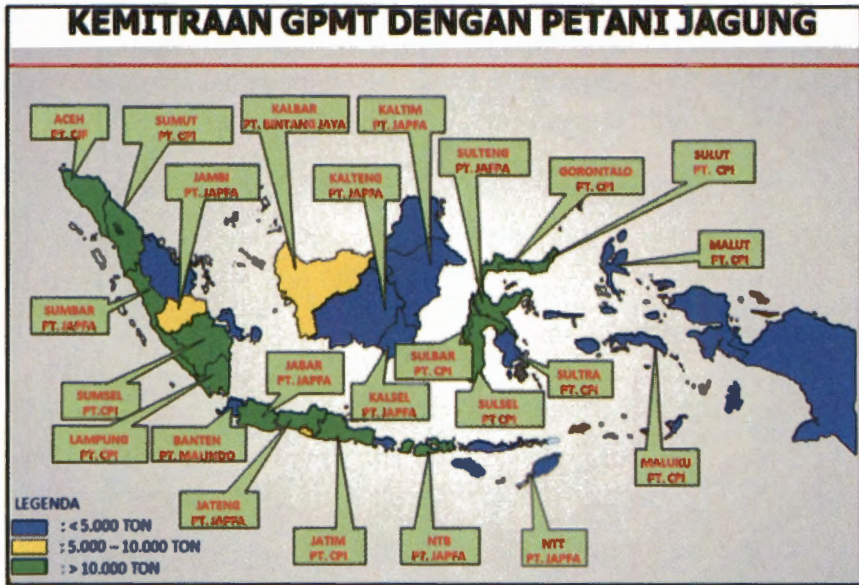 KEMITRAAN GPMT DENGAN PETANI JAGUNG
ACEH
PT. CJF
SUMUT
PT. CPI
KALBAR
PT. BINTANG JAYA
KALTIM
PT. JAPFA
JAMBI
PT. JAPFA
KALTENG
PT. JAPFA
SULTENG
PT. JAPFA
GORONTALO
PT. CPI
SULUT
PT. CPI
MALUT
PT. CPI
SUMBAR
PT. JAPFA
SUMSEL
PT.CPI
LAMPUNG
PT. CPI
BANTEN
PT. MALINDO
JABAR
PT. JAPFA
KALSEL
PT. JAPFA
SULBAR
PT. CPI
SULSEL
PT CPI
SULTRA
PT. CPI
MALUKU
PT. CPI
JATENG
PT. JAPFA
JATIM
PT. CPI
NTB
PT. JAPFA
NTT
PT. JAPFA
LEGENDA
: < 5.000 TON
: 5.000 – 10.000 TON
: > 10.000 TON